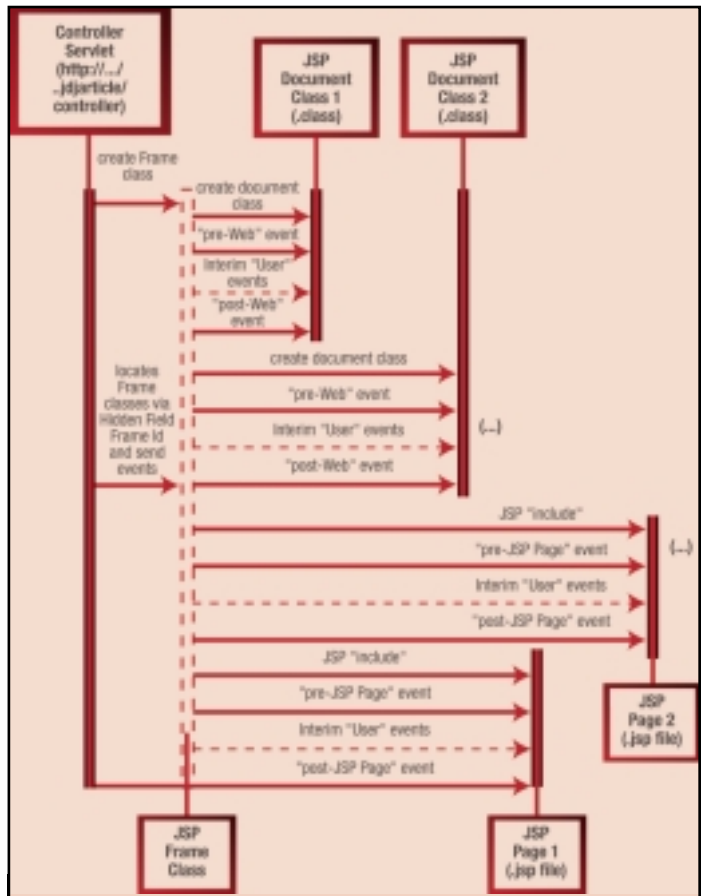 Controller
Servlet
(http://.../
..jdjarticle/
controller)
JSP
Document
Class 1
(.class)
JSP
Document
Class 2
(.class)
create Frame
class
create document
class
"pre-Web" event
Interim "User"
events
"post-Web"
event
create document class
"pre-Web" event
Interim "User" events
(...)
"post-Web" event
locates
Frame
classes via
Hidden Field
Frame Id
and send
events
JSP "include"
"pre-JSP Page" event
(...)
Interim "User" events
"post-JSP Page" event
JSP "include"
"pre-JSP Page" event
Interim "User" events
"post-JSP Page" event
JSP
Page 2
(.jsp file)
JSP
Frame
Class
JSP
Page 1
(.jsp file)